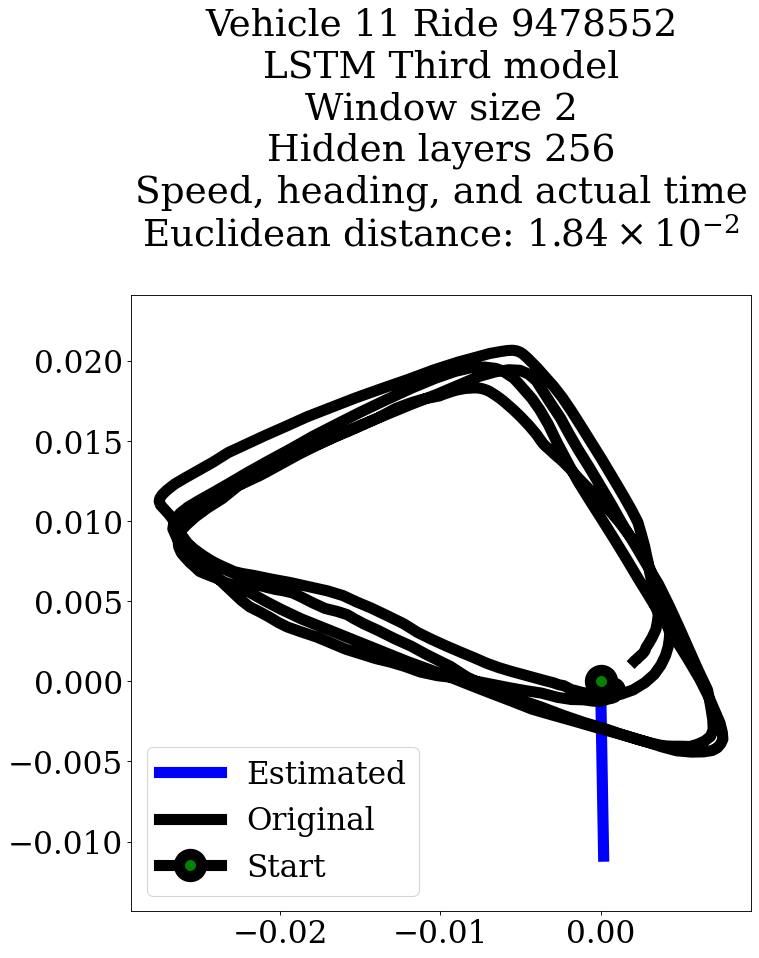 Vehicle 11 Ride 9478552
LSTM Third model
Window size 2
Hidden layers 256
Speed, heading, and actual time
Euclidean distance: 1.84 × 10⁻²
0.020
0.015
0.010
0.005
0.000
−0.005
−0.010
Estimated
Original
Start
−0.02
−0.01
0.00